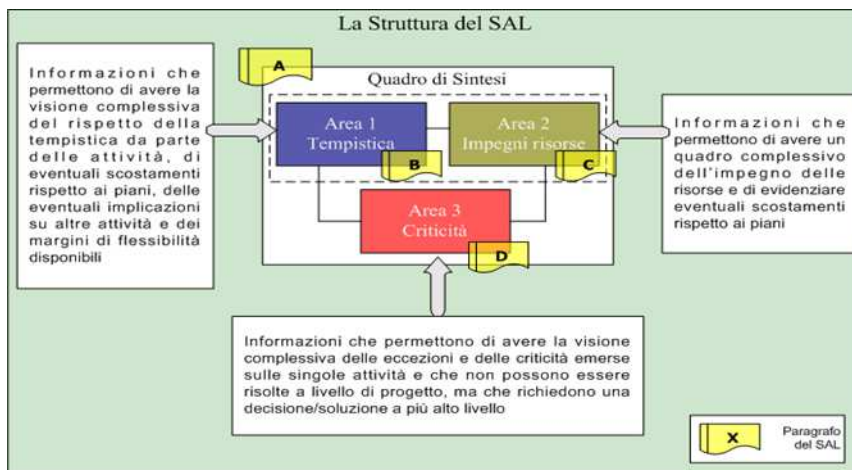 La Struttura del SAL
Informazioni che
permettono di avere la
visione complessiva
del rispetto della
tempistica da parte
delle attività, di
eventuali scostamenti
rispetto ai piani, delle
eventuali implicazioni
su altre attività e dei
margini di flessibilità
disponibili
A
Quadro di Sintesi
Area 1
Tempistica
B
Area 2
Impegni risorse
C
Area 3
Criticità
D
Informazioni che
permettono di avere un
quadro complessivo
dell'impegno delle
risorse e di evidenziare
eventuali scostamenti
rispetto ai piani
Informazioni che permettono di avere la visione
complessiva delle eccezioni e delle criticità emerse
sulle singole attività e che non possono essere
risolte a livello di progetto, ma che richiedono una
decisione/soluzione a più alto livello
X
Paragrafo
del SAL